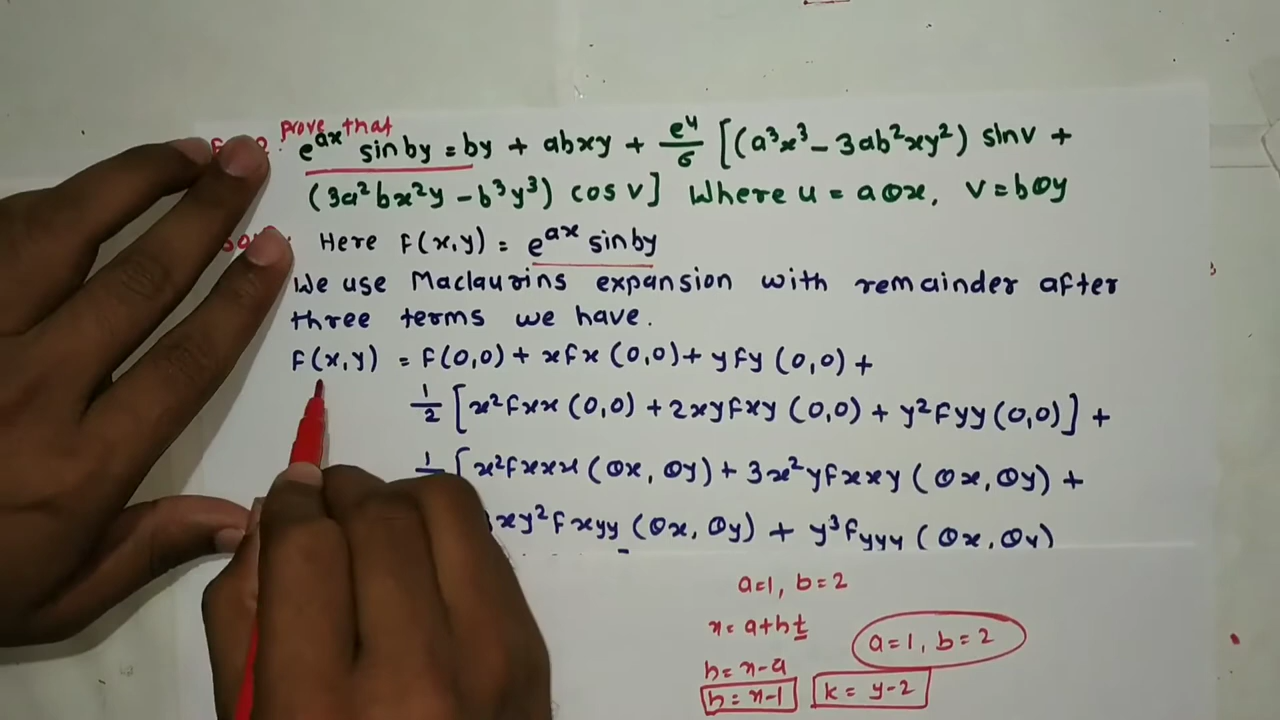 prove that
e^ax sin by = by + abxy + e^u/6 [(a³x³ - 3ab²xy²) sin v +
(3a²bx²y - b³y³) cos v] Where u = aθx, v = bθy
Here f(x,y) = e^ax sin by
We use Maclaurins expansion with remainder after
three terms we have.
f(x,y) = f(0,0) + xfx(0,0) + yfy(0,0) +
1/2 [x²fxx(0,0) + 2xyfxy(0,0) + y²fyy(0,0)] +
[x²fxxx(θx, θy) + 3x²yfxxy(θx, θy) +
xy²fxyy(θx, θy) + y³fyyy(θx, θy)
a=1, b=2
x = a+ht
a=1, b=2
h = x-a
h = x-1
k = y-2